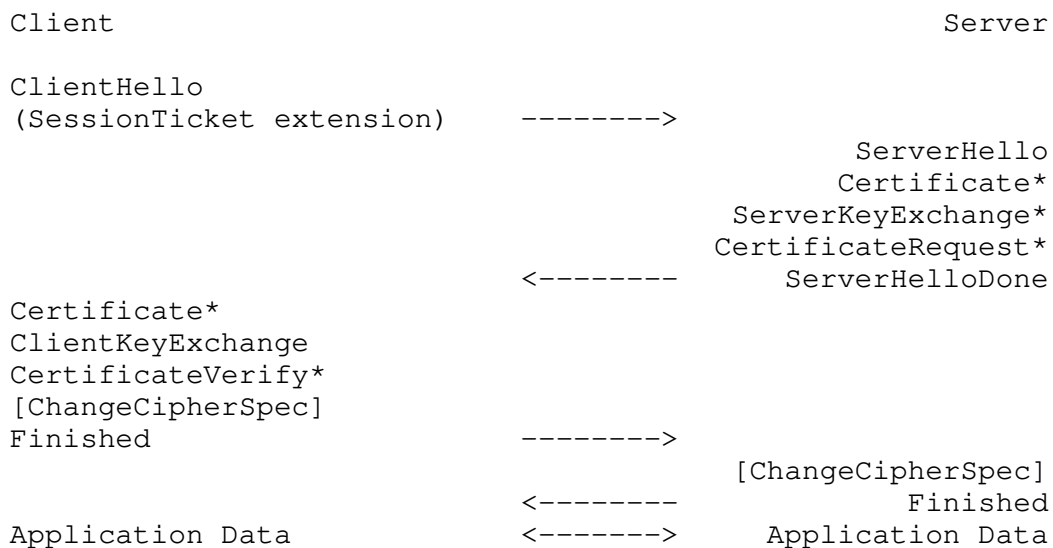 Client                                               Server

ClientHello
(SessionTicket extension)      -------->
                                                ServerHello
                                               Certificate*
                                         ServerKeyExchange*
                                        CertificateRequest*
                               <--------    ServerHelloDone
Certificate*
ClientKeyExchange
CertificateVerify*
[ChangeCipherSpec]
Finished                       -------->
                                         [ChangeCipherSpec]
                               <--------           Finished
Application Data               <------->   Application Data